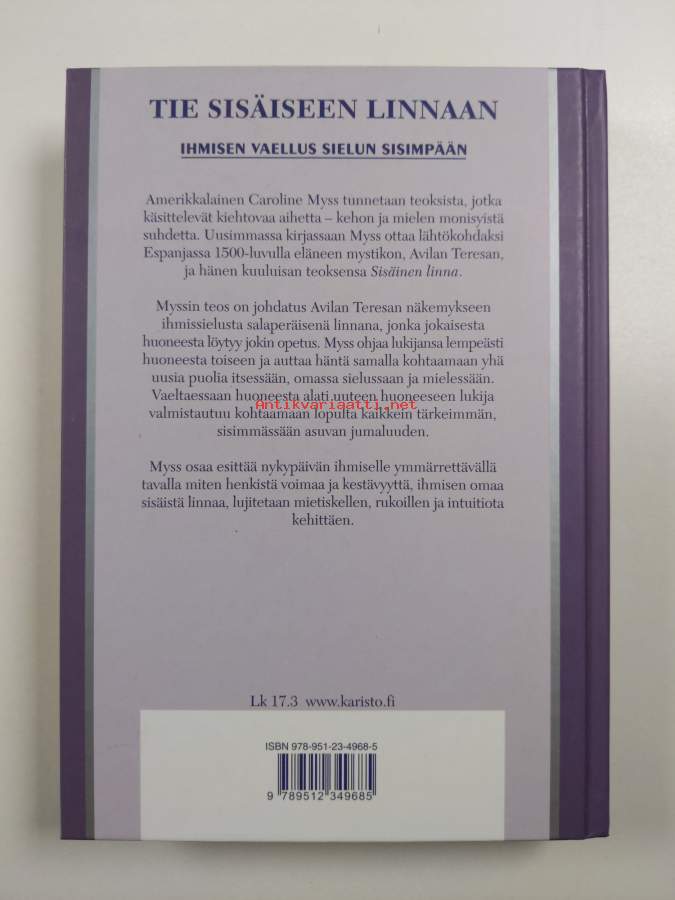 TIE SISÄISEEN LINNAAN
IHMISEN VAELLUS SIELUN SISIMPÄÄN
Amerikkalainen Caroline Myss tunnetaan teoksista, jotka
käsittelevät kiehtovaa aihetta – kehon ja mielen monisyistä
suhdetta. Uusimmassa kirjassaan Myss ottaa lähtökohdaksi
Espanjassa 1500-luvulla eläneen mystikon, Avilan Teresan,
ja hänen kuuluisan teoksensa Sisäinen linna.
Myssin teos on johdatus Avilan Teresan näkemykseen
ihmissielusta salaperäisenä linnana, jonka jokaisesta
huoneesta löytyy jokin opetus. Myss ohjaa lukijansa lempeästi
huoneesta toiseen ja auttaa häntä samalla kohtaamaan yhä
uusia puolia itsessään, omassa sielussaan ja mielessään.
Vaeltaessaan huoneesta alati uuteen huoneeseen lukija
Antikvariaatti.net
valmistautuu kohtaamaan lopulta kaikkein tärkeimmän,
sisimmässään asuvan jumaluuden.
Myss osaa esittää nykypäivän ihmiselle ymmärrettävällä
tavalla miten henkistä voimaa ja kestävyyttä, ihmisen omaa
sisäistä linnaa, lujitetaan mietiskellen, rukoillen ja intuitiota
kehittäen.
Lk 17.3 www.karisto.fi
ISBN 978-951-23-4968-5
9 789512 349685